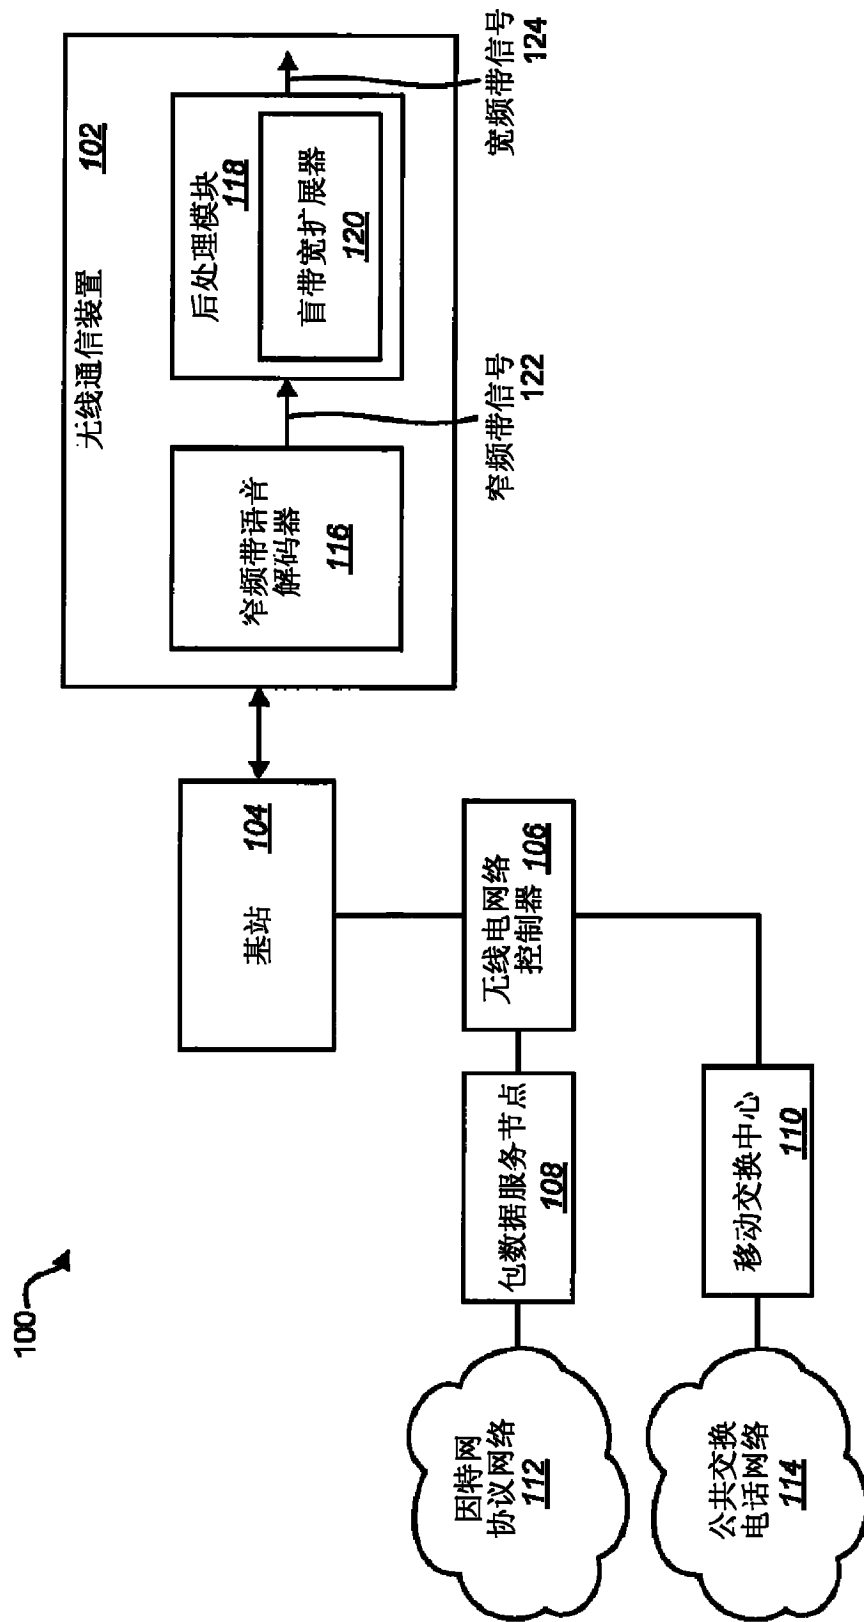 100
无线通信装置
102
窄频带语音
解码器
116
后处理模块
118
盲带宽扩展器
120
窄频带信号
122
宽频带信号
124
基站
104
无线电网络
控制器
106
包数据服务节点
108
移动交换中心
110
因特网
协议网络
112
公共交换
电话网络
114